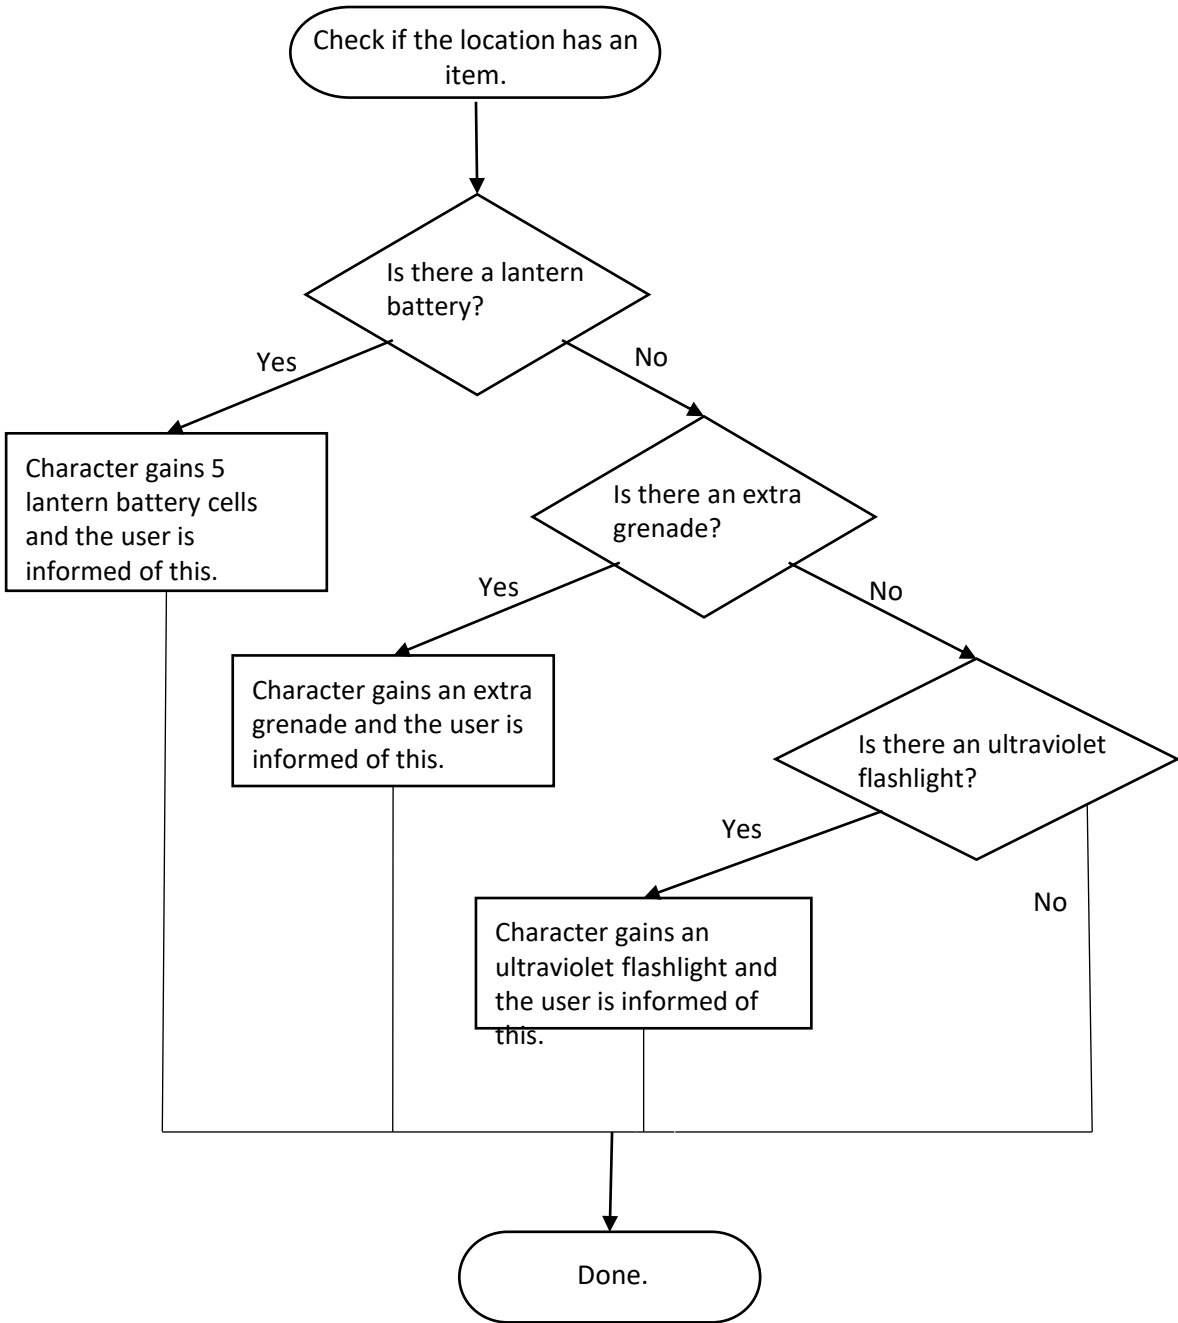 Check if the location has an
item.
Is there a lantern
battery?
Yes
No
Character gains 5
lantern battery cells
and the user is
informed of this.
Is there an extra
grenade?
Yes
No
Character gains an extra
grenade and the user is
informed of this.
Is there an ultraviolet
flashlight?
Yes
No
Character gains an
ultraviolet flashlight and
the user is informed of
this.
Done.